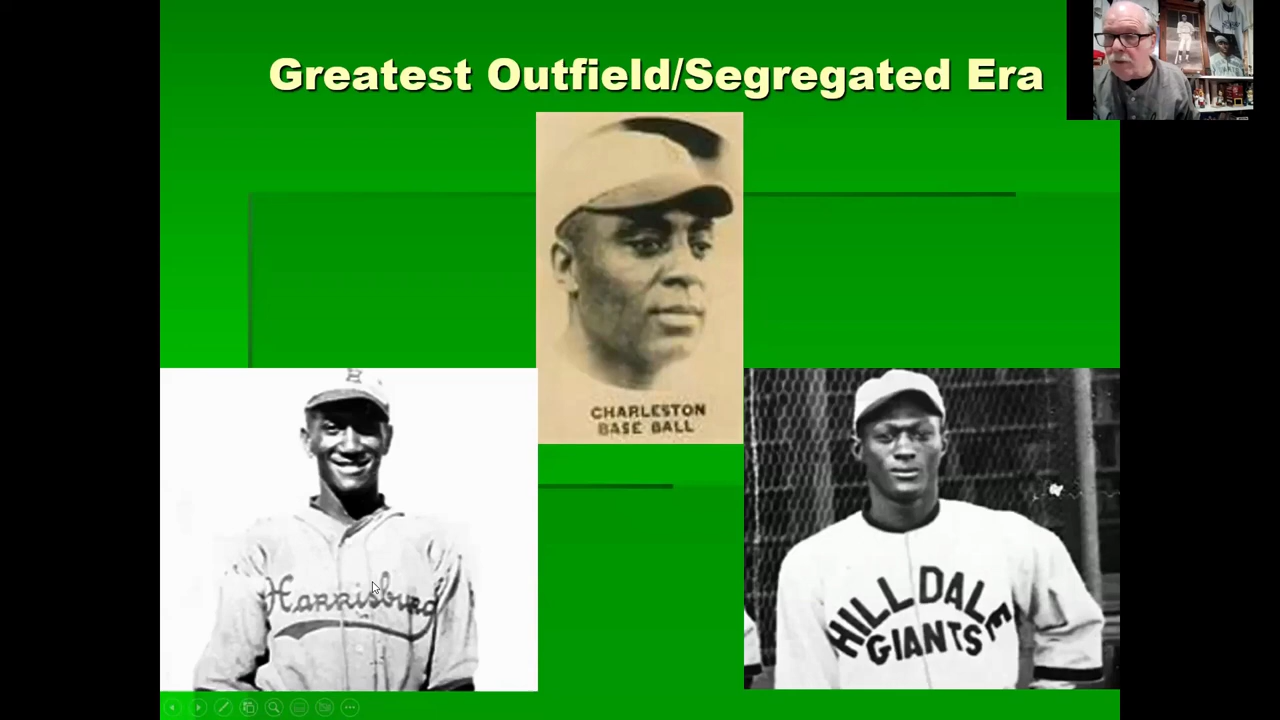 Greatest Outfield/Segregated Era
CHARLESTON
BASE BALL
H
Harrisburg
HILLDALE
GIANTS